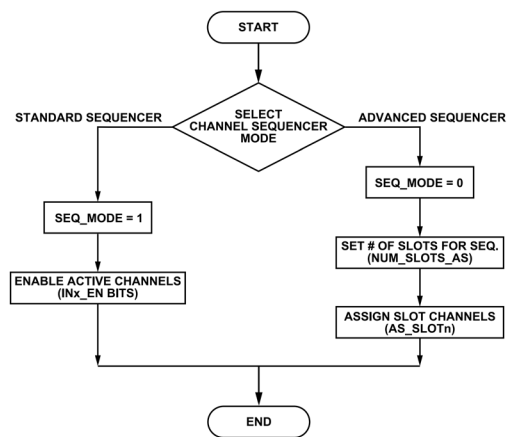 START
SELECT
CHANNEL SEQUENCER
MODE
STANDARD SEQUENCER
ADVANCED SEQUENCER
SEQ_MODE = 1
ENABLE ACTIVE CHANNELS
(INx_EN BITS)
SEQ_MODE = 0
SET # OF SLOTS FOR SEQ.
(NUM_SLOTS_AS)
ASSIGN SLOT CHANNELS
(AS_SLOTn)
END